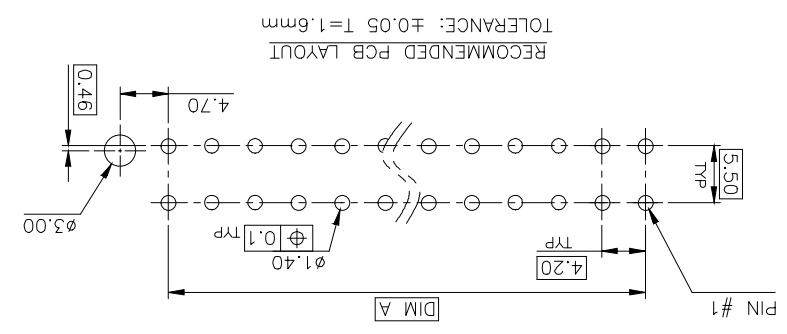 PIN #1
DIM A
4.20
TYP
ø1.40
⌖ 0.1 TYP
ø3.00
5.50
TYP
4.70
0.46
RECOMMENDED PCB LAYOUT
TOLERANCE: ±0.05 T=1.6mm